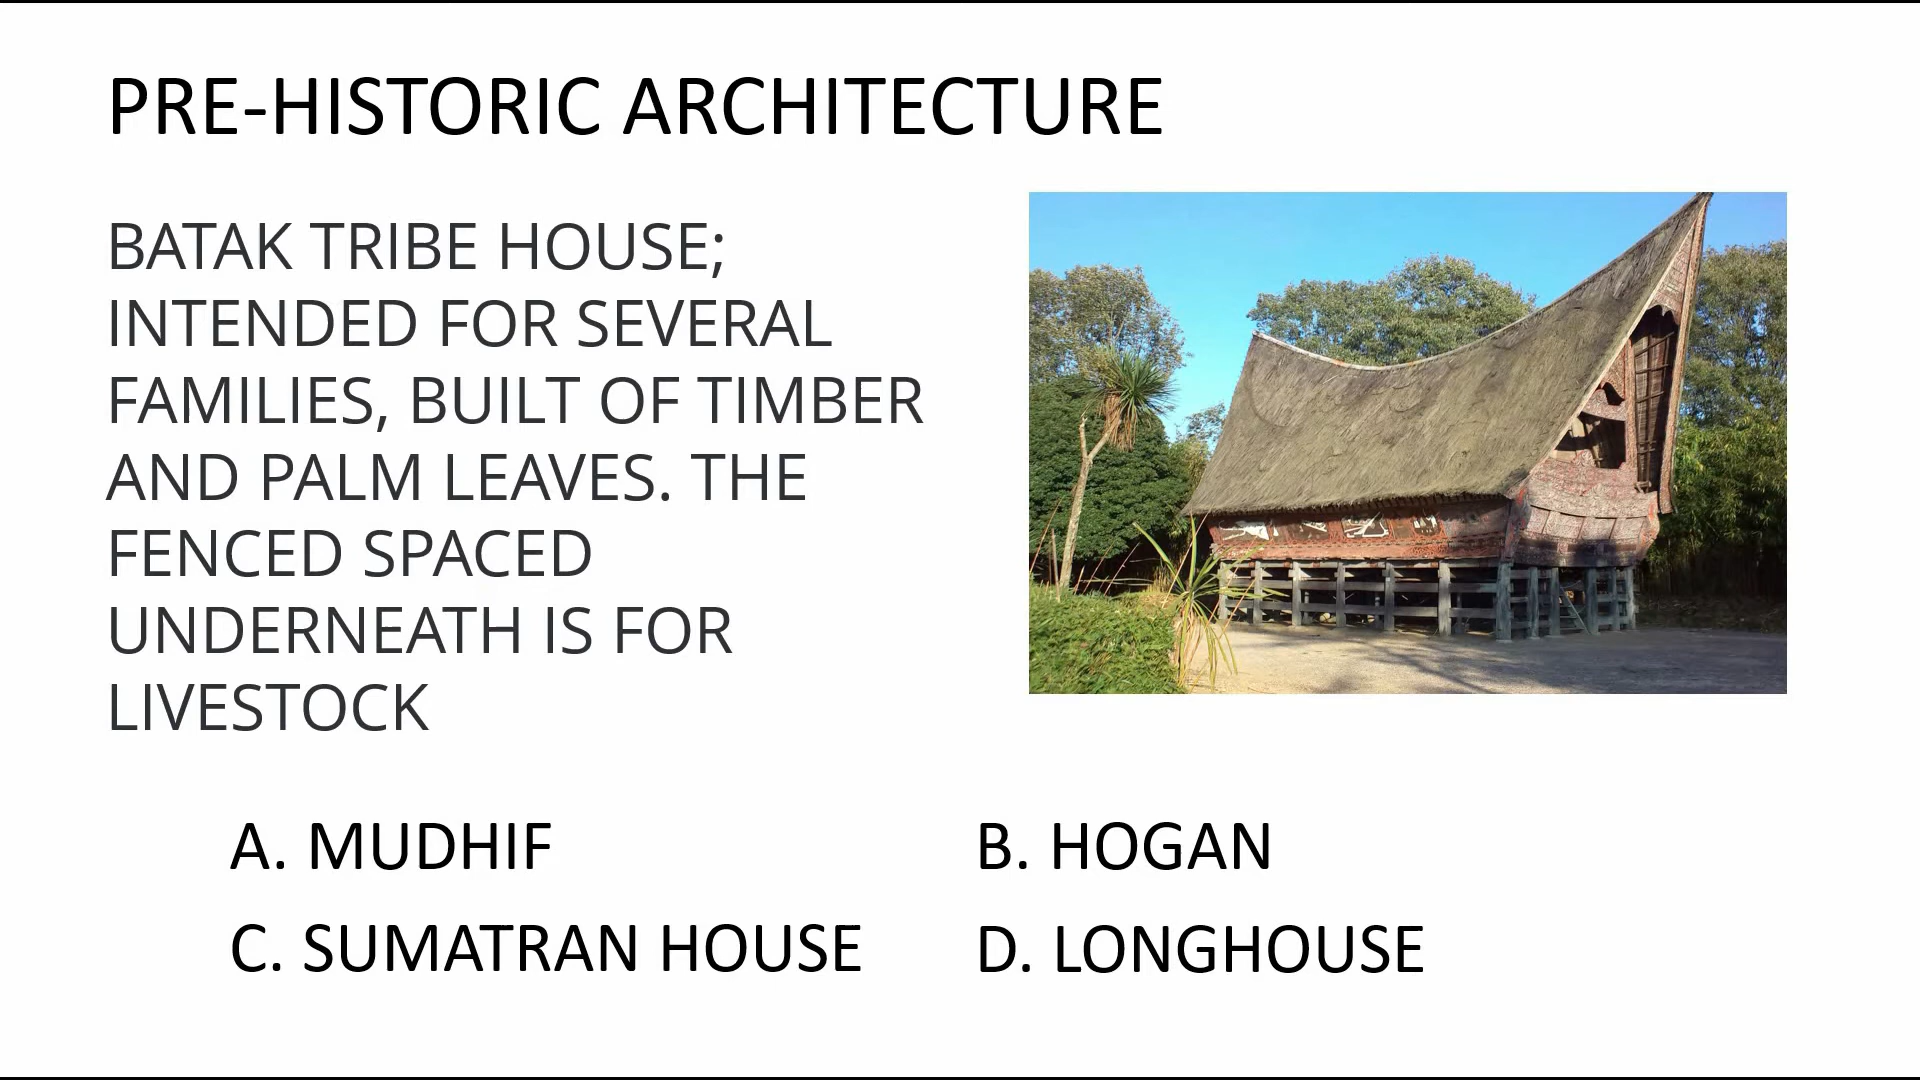 PRE-HISTORIC ARCHITECTURE
BATAK TRIBE HOUSE;
INTENDED FOR SEVERAL
FAMILIES, BUILT OF TIMBER
AND PALM LEAVES. THE
FENCED SPACED
UNDERNEATH IS FOR
LIVESTOCK
A. MUDHIF
B. HOGAN
C. SUMATRAN HOUSE
D. LONGHOUSE